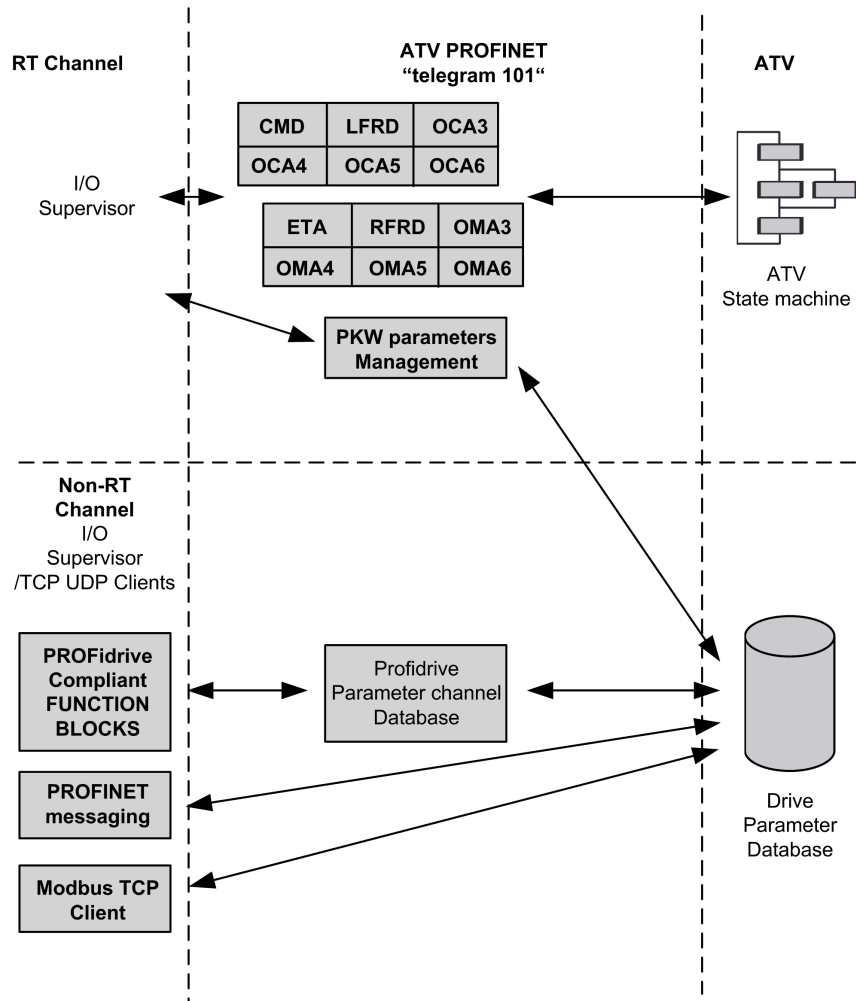 RT Channel
ATV PROFINET
“telegram 101“
ATV
CMD LFRD OCA3
OCA4 OCA5 OCA6
I/O
Supervisor
ETA RFRD OMA3
OMA4 OMA5 OMA6
ATV
State machine
PKW parameters
Management
Non-RT
Channel
I/O
Supervisor
/TCP UDP Clients
PROFidrive
Compliant
FUNCTION
BLOCKS
Profidrive
Parameter channel
Database
PROFINET
messaging
Drive
Parameter
Database
Modbus TCP
Client